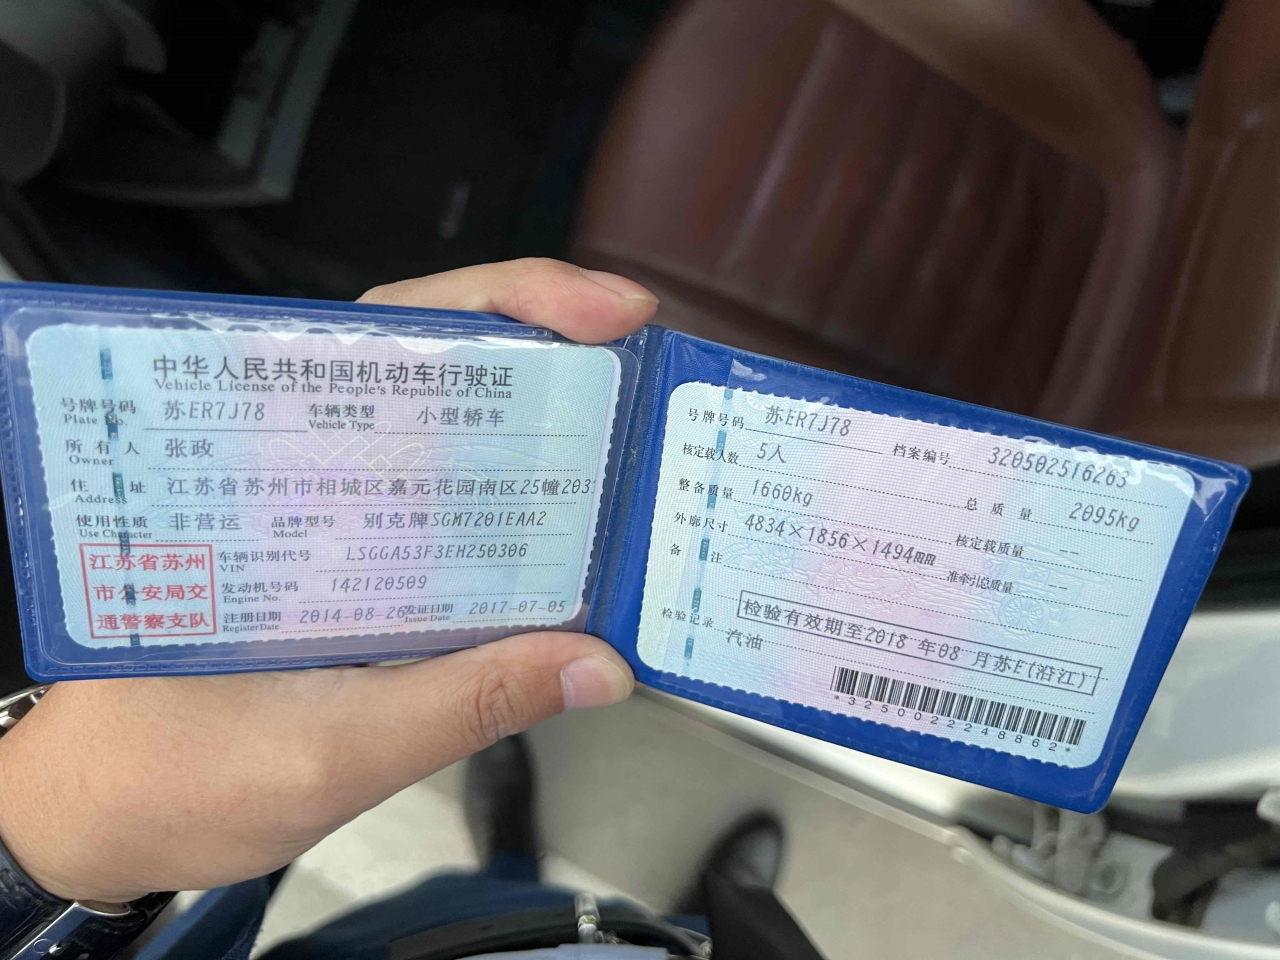 中华人民共和国机动车行驶证
Vehicle License of the People's Republic of China
号牌号码 苏ER7J78 车辆类型 小型轿车
Plate No. Vehicle Type
所有人 张政
Owner
住址 江苏省苏州市相城区嘉元花园南区25幢203
Address
使用性质 非营运 品牌型号 别克牌SGM7201EAA2
Use Character Model
江苏省苏州
市公安局交
通警察支队
车辆识别代号 LSGGA53F3EH250306
VIN
发动机号码 142120509
Engine No.
注册日期 2014-08-26 发证日期 2017-07-05
Register Date Issue Date
号牌号码 苏ER7J78 档案编号 320502516263
核定载人数 5人 总质量 2095kg
整备质量 1660kg 核定载质量 --
外廓尺寸 4834×1856×1494mm 准牵引总质量 --
备注
检验有效期至2018 年08 月苏E(沿江)
检验记录 汽油
*3250022248862*